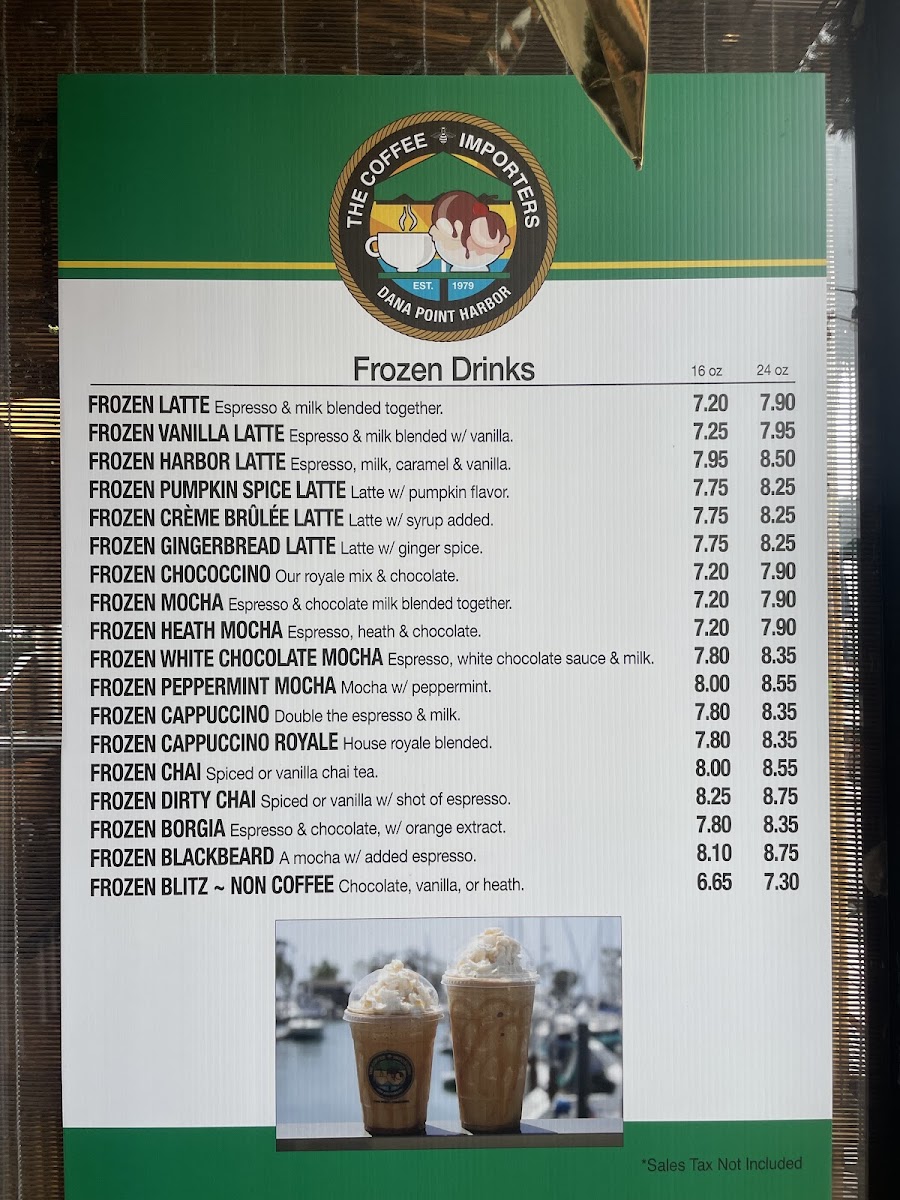 THE COFFEE IMPORTERS
EST. 1979
DANA POINT HARBOR
Frozen Drinks 16 oz 24 oz
FROZEN LATTE Espresso & milk blended together. 7.20 7.90
FROZEN VANILLA LATTE Espresso & milk blended w/ vanilla. 7.25 7.95
FROZEN HARBOR LATTE Espresso, milk, caramel & vanilla. 7.95 8.50
FROZEN PUMPKIN SPICE LATTE Latte w/ pumpkin flavor. 7.75 8.25
FROZEN CRÈME BRÛLÉE LATTE Latte w/ syrup added. 7.75 8.25
FROZEN GINGERBREAD LATTE Latte w/ ginger spice. 7.75 8.25
FROZEN CHOCOCCINO Our royale mix & chocolate. 7.20 7.90
FROZEN MOCHA Espresso & chocolate milk blended together. 7.20 7.90
FROZEN HEATH MOCHA Espresso, heath & chocolate. 7.20 7.90
FROZEN WHITE CHOCOLATE MOCHA Espresso, white chocolate sauce & milk. 7.80 8.35
FROZEN PEPPERMINT MOCHA Mocha w/ peppermint. 8.00 8.55
FROZEN CAPPUCCINO Double the espresso & milk. 7.80 8.35
FROZEN CAPPUCCINO ROYALE House royale blended. 7.80 8.35
FROZEN CHAI Spiced or vanilla chai tea. 8.00 8.55
FROZEN DIRTY CHAI Spiced or vanilla w/ shot of espresso. 8.25 8.75
FROZEN BORGIA Espresso & chocolate, w/ orange extract. 7.80 8.35
FROZEN BLACKBEARD A mocha w/ added espresso. 8.10 8.75
FROZEN BLITZ ~ NON COFFEE Chocolate, vanilla, or heath. 6.65 7.30
*Sales Tax Not Included